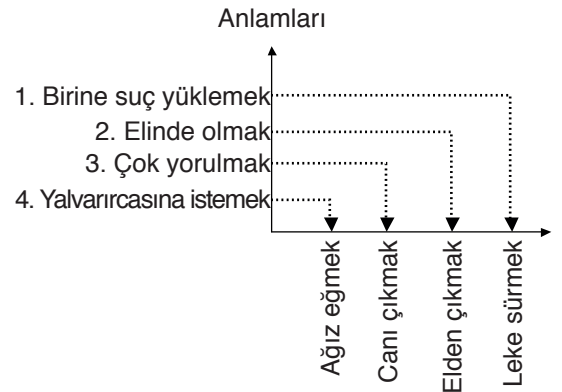 Anlamları
1. Birine suç yüklemek
2. Elinde olmak
3. Çok yorulmak
4. Yalvarırcasına istemek
Ağız eğmek
Canı çıkmak
Elden çıkmak
Leke sürmek